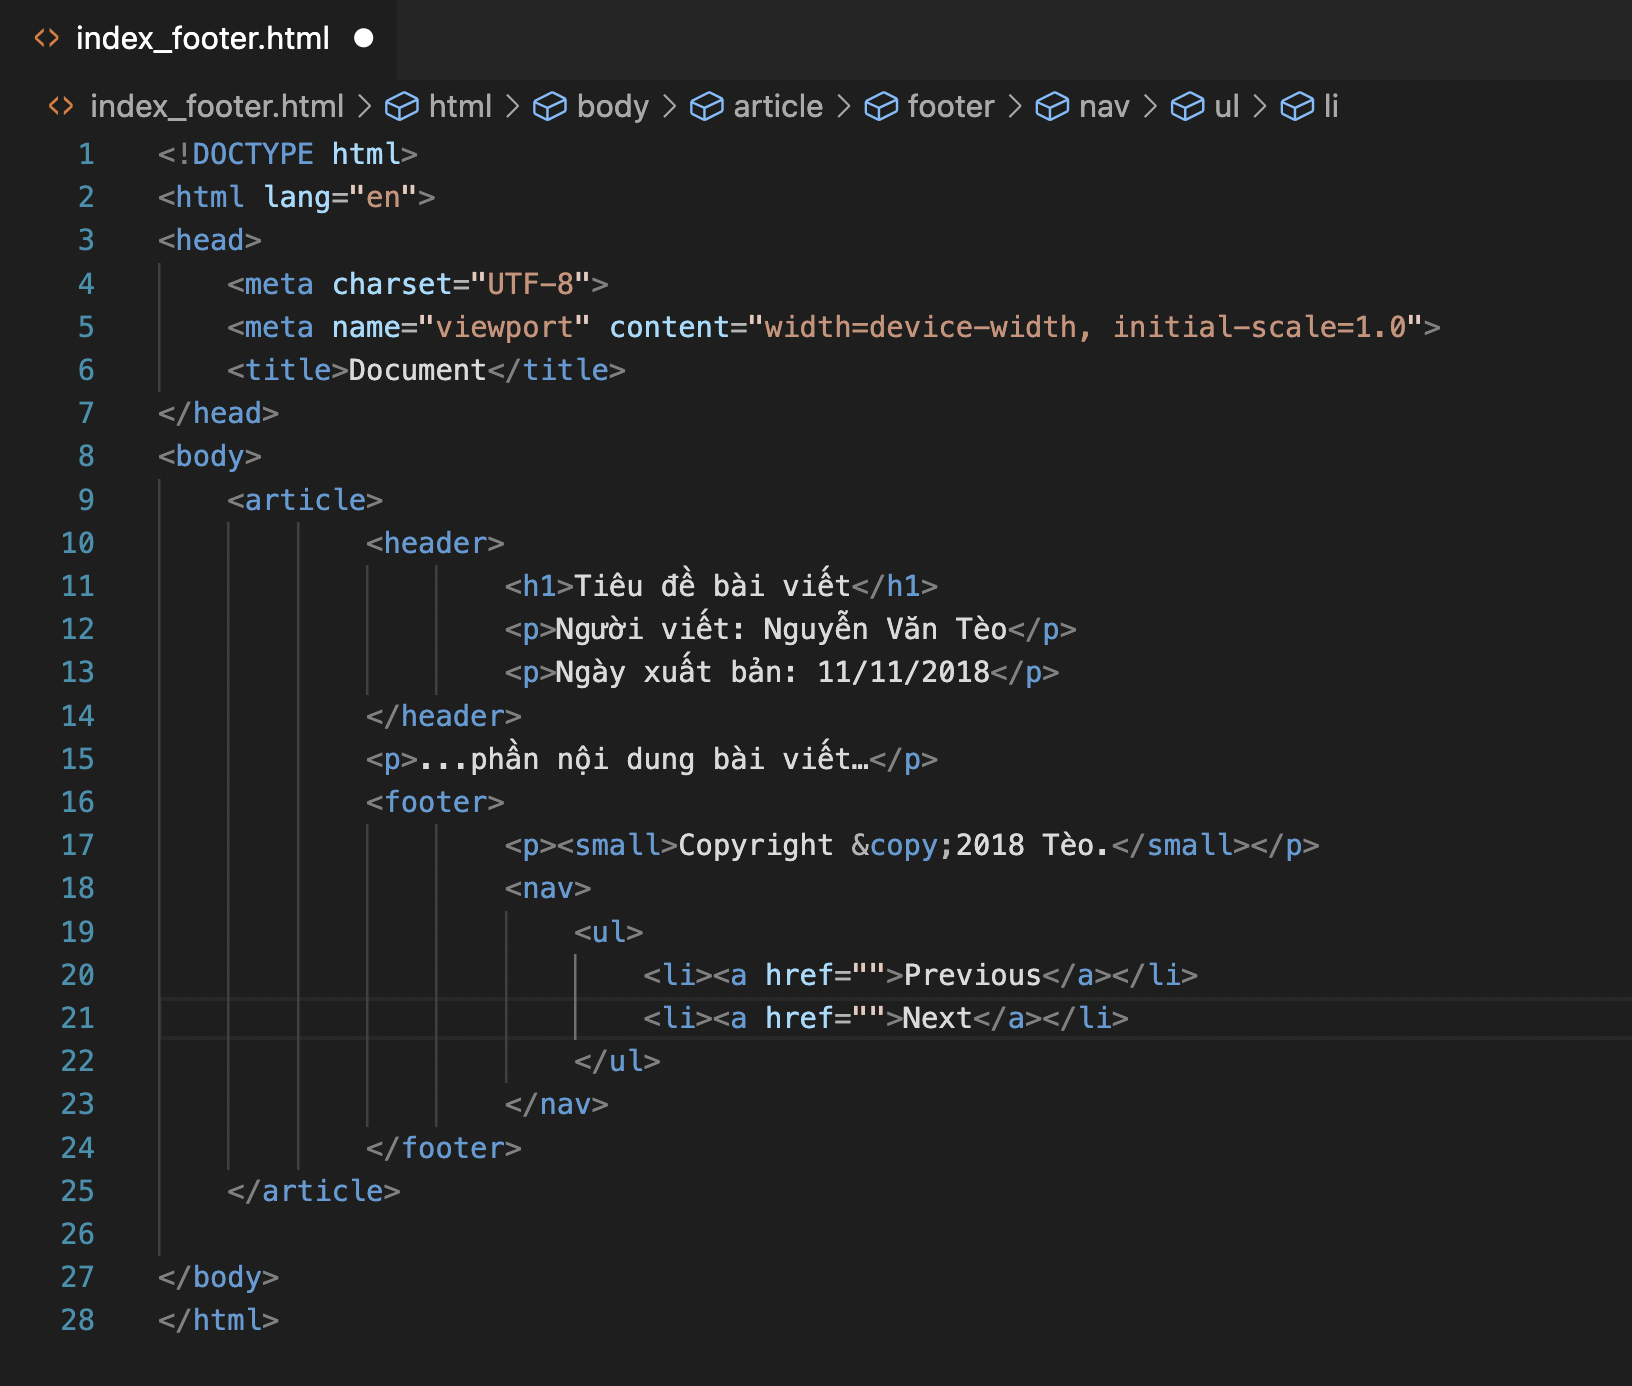 index_footer.html
index_footer.html > html > body > article > footer > nav > ul > li
1 <!DOCTYPE html>
2 <html lang="en">
3 <head>
4     <meta charset="UTF-8">
5     <meta name="viewport" content="width=device-width, initial-scale=1.0">
6     <title>Document</title>
7 </head>
8 <body>
9     <article>
10             <header>
11                     <h1>Tiêu đề bài viết</h1>
12                     <p>Người viết: Nguyễn Văn Tèo</p>
13                     <p>Ngày xuất bản: 11/11/2018</p>
14             </header>
15             <p>...phần nội dung bài viết…</p>
16             <footer>
17                     <p><small>Copyright &copy;2018 Tèo.</small></p>
18                     <nav>
19                         <ul>
20                             <li><a href="">Previous</a></li>
21                             <li><a href="">Next</a></li>
22                         </ul>
23                     </nav>
24             </footer>
25     </article>
26
27 </body>
28 </html>